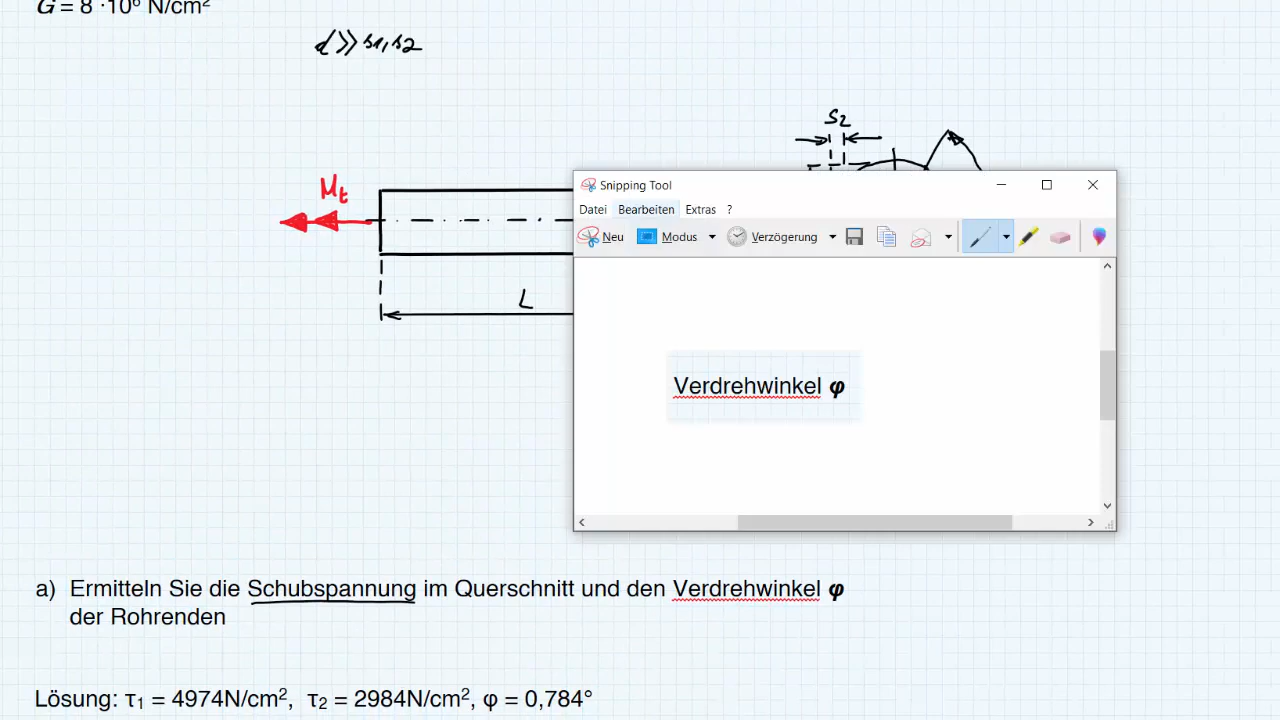 G = 8 ·10⁶ N/cm²
d >> s1, s2
s2
Mt
Snipping Tool
Datei Bearbeiten Extras ?
Neu Modus Verzögerung
L
Verdrehwinkel φ
a) Ermitteln Sie die Schubspannung im Querschnitt und den Verdrehwinkel φ
der Rohrenden
Lösung: τ₁ = 4974N/cm², τ₂ = 2984N/cm², φ = 0,784°